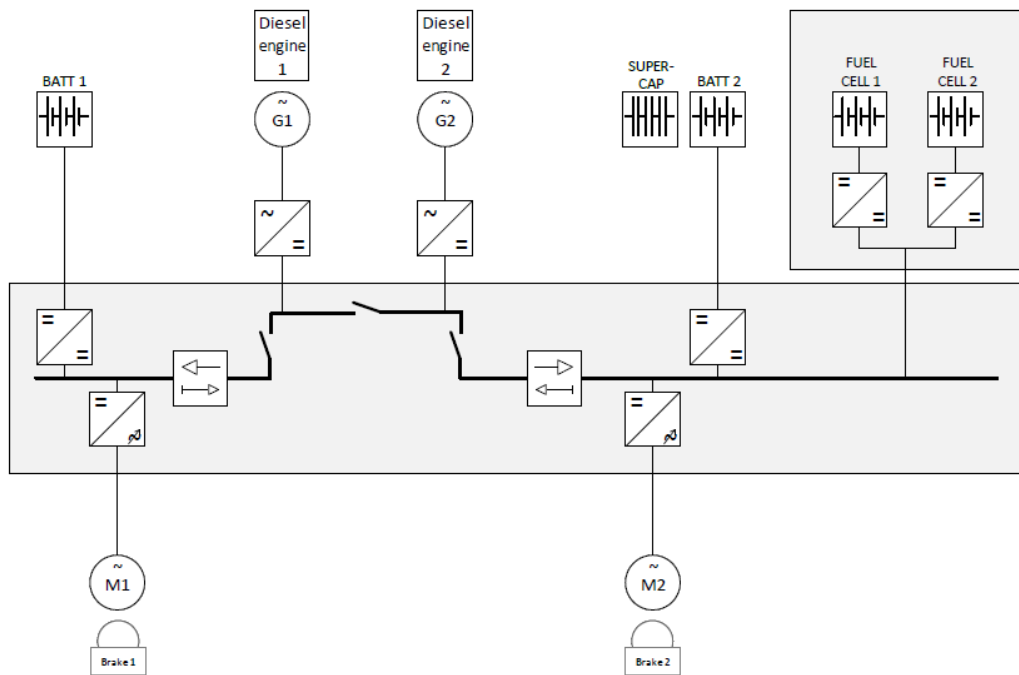 Diesel
engine
1
Diesel
engine
2
BATT 1
SUPER-
CAP
BATT 2
FUEL
CELL 1
FUEL
CELL 2
~
G1
~
G2
~
=
~
=
=
=
=
=
=
=
=
=
=
~
=
~
~
M1
~
M2
Brake 1
Brake 2